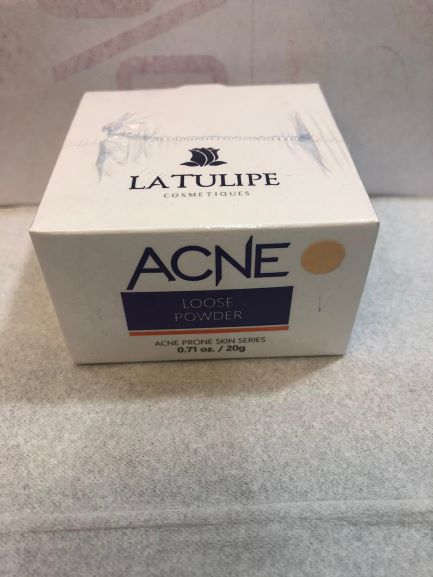 LATULIPE
COSMETIQUES
ACNE
LOOSE
POWDER
ACNE PRONE SKIN SERIES
0.71 oz. / 20g